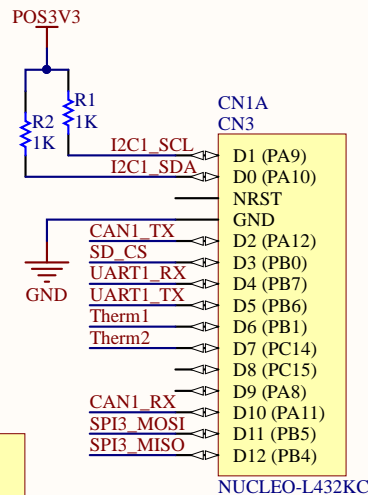 POS3V3
CN1A
CN3
R1
1K
R2
1K
I2C1_SCL D1 (PA9)
I2C1_SDA D0 (PA10)
NRST
GND
GND
CAN1_TX D2 (PA12)
SD_CS D3 (PB0)
UART1_RX D4 (PB7)
UART1_TX D5 (PB6)
Therm1 D6 (PB1)
Therm2 D7 (PC14)
D8 (PC15)
D9 (PA8)
CAN1_RX D10 (PA11)
SPI3_MOSI D11 (PB5)
SPI3_MISO D12 (PB4)
NUCLEO-L432KC